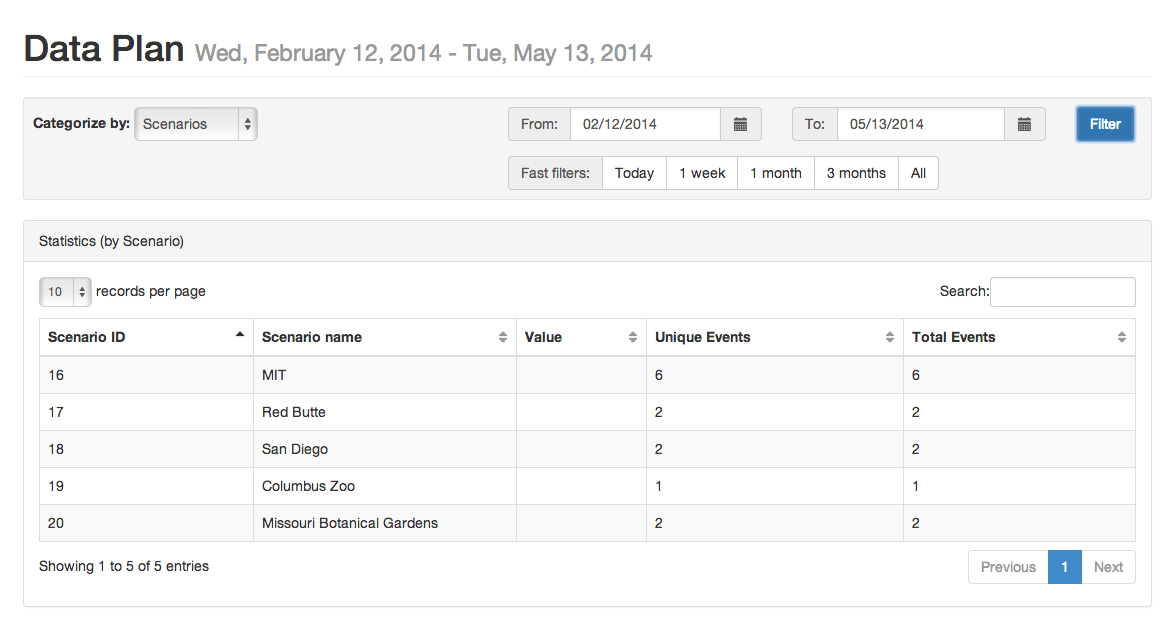 Data Plan Wed, February 12, 2014 - Tue, May 13, 2014
Categorize by: Scenarios From: 02/12/2014 To: 05/13/2014 Filter
Fast filters: Today 1 week 1 month 3 months All
Statistics (by Scenario)
10 records per page Search:
Scenario ID Scenario name Value Unique Events Total Events
16 MIT 6 6
17 Red Butte 2 2
18 San Diego 2 2
19 Columbus Zoo 1 1
20 Missouri Botanical Gardens 2 2
Showing 1 to 5 of 5 entries Previous 1 Next